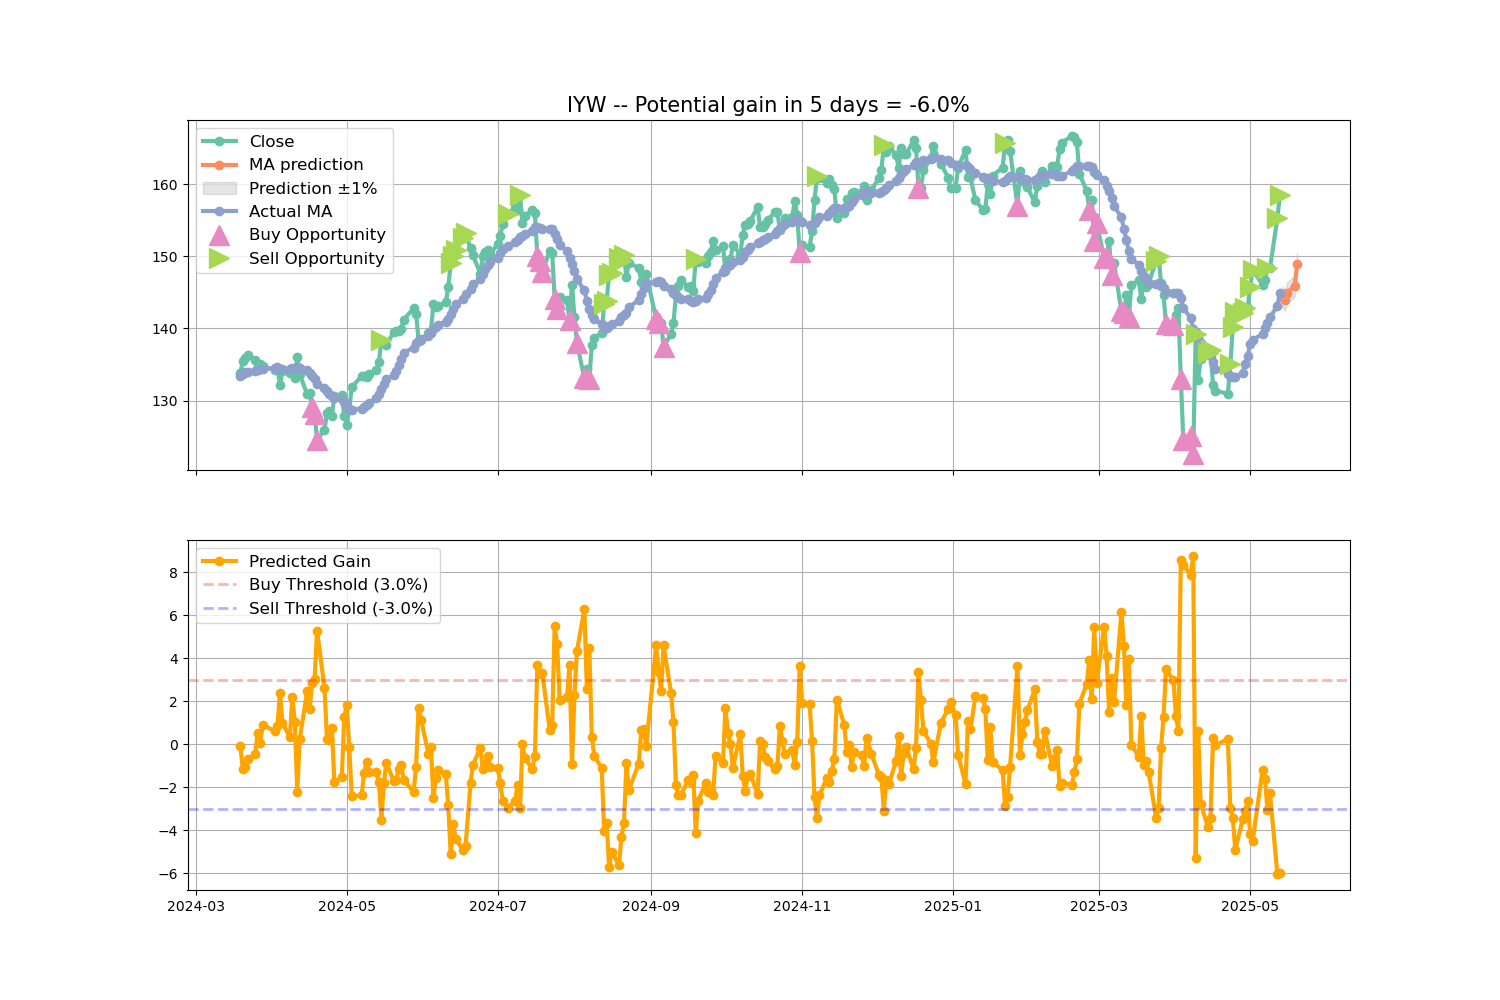 IYW -- Potential gain in 5 days = -6.0%
Close
MA prediction
Prediction ±1%
Actual MA
Buy Opportunity
Sell Opportunity
160
150
140
130
Predicted Gain
Buy Threshold (3.0%)
Sell Threshold (-3.0%)
8
6
4
2
0
−2
−4
−6
2024-03 2024-05 2024-07 2024-09 2024-11 2025-01 2025-03 2025-05